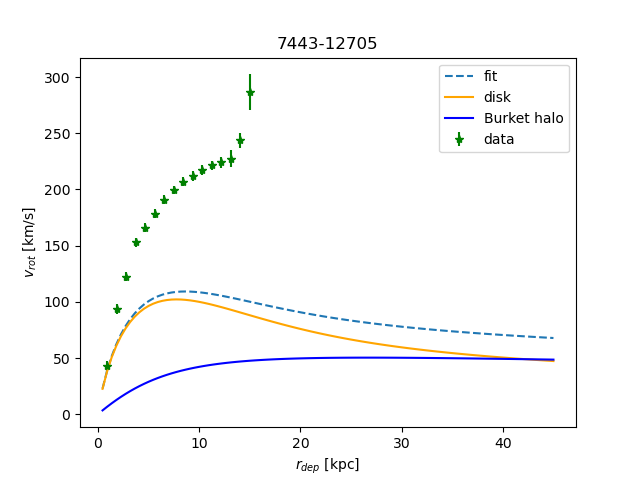 7443-12705
300
250
200
150
100
50
0
v_rot [km/s]
fit
disk
Burket halo
data
0 10 20 30 40
r_dep [kpc]